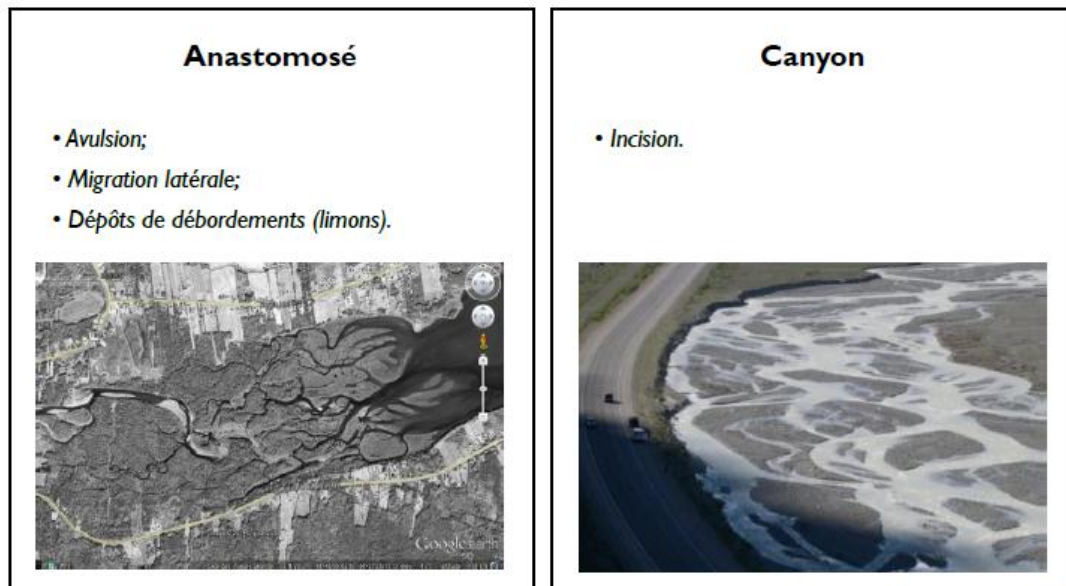 Anastomosé
• Avulsion;
• Migration latérale;
• Dépôts de débordements (limons).
Google earth
Canyon
• Incision.